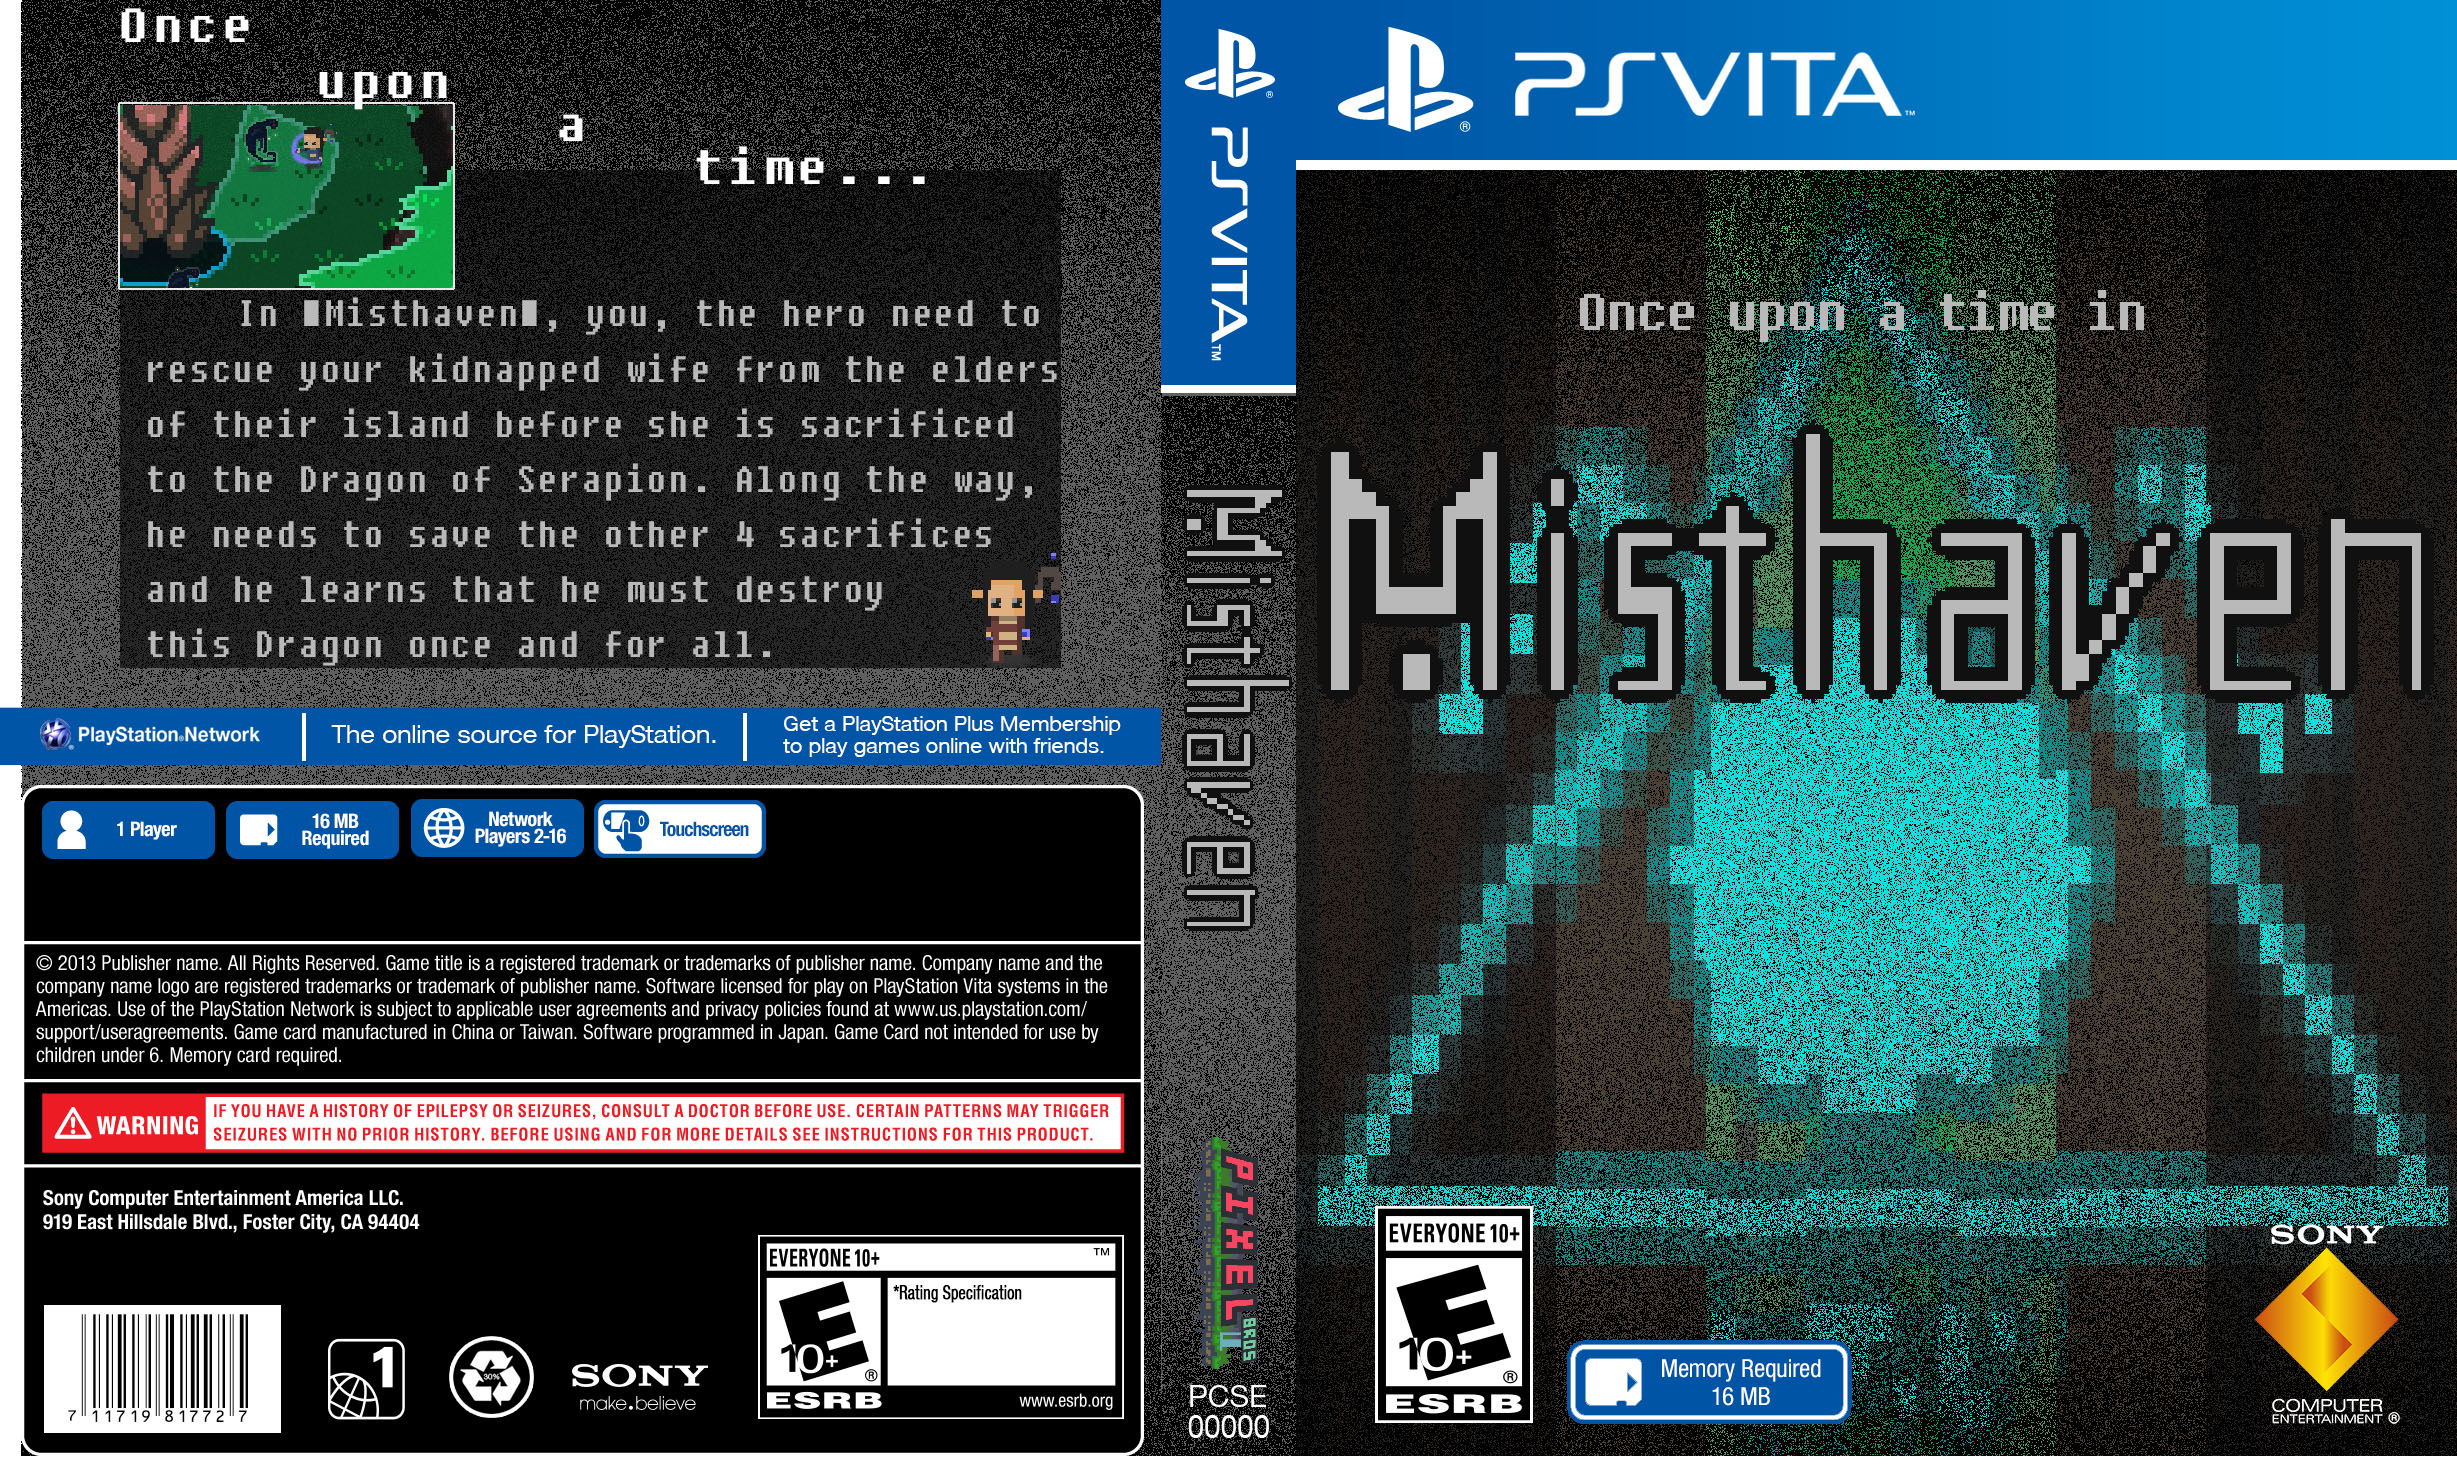 Once
upon
a
time...
In █Misthaven█, you, the hero need to
rescue your kidnapped wife from the elders
of their island before she is sacrificed
to the Dragon of Serapion. Along the way,
he needs to save the other 4 sacrifices
and he learns that he must destroy
this Dragon once and for all.
PlayStation®Network
The online source for PlayStation.
Get a PlayStation Plus Membership
to play games online with friends.
1 Player
16 MB
Required
Network
Players 2-16
Touchscreen
© 2013 Publisher name. All Rights Reserved. Game title is a registered trademark or trademarks of publisher name. Company name and the
company name logo are registered trademarks or trademark of publisher name. Software licensed for play on PlayStation Vita systems in the
Americas. Use of the PlayStation Network is subject to applicable user agreements and privacy policies found at www.us.playstation.com/
support/useragreements. Game card manufactured in China or Taiwan. Software programmed in Japan. Game Card not intended for use by
children under 6. Memory card required.
WARNING
IF YOU HAVE A HISTORY OF EPILEPSY OR SEIZURES, CONSULT A DOCTOR BEFORE USE. CERTAIN PATTERNS MAY TRIGGER
SEIZURES WITH NO PRIOR HISTORY. BEFORE USING AND FOR MORE DETAILS SEE INSTRUCTIONS FOR THIS PRODUCT.
Sony Computer Entertainment America LLC.
919 East Hillsdale Blvd., Foster City, CA 94404
7 11719 81772 7
1
30%
SONY
make.believe
EVERYONE 10+ ™
E
10+
®
ESRB
*Rating Specification
www.esrb.org
®
PSVITA™
Misthaven
PIXEL
BROS
PCSE
00000
®
PSVITA™
Once upon a time in
Misthaven
EVERYONE 10+
E
10+
®
ESRB
Memory Required
16 MB
SONY
COMPUTER
ENTERTAINMENT ®